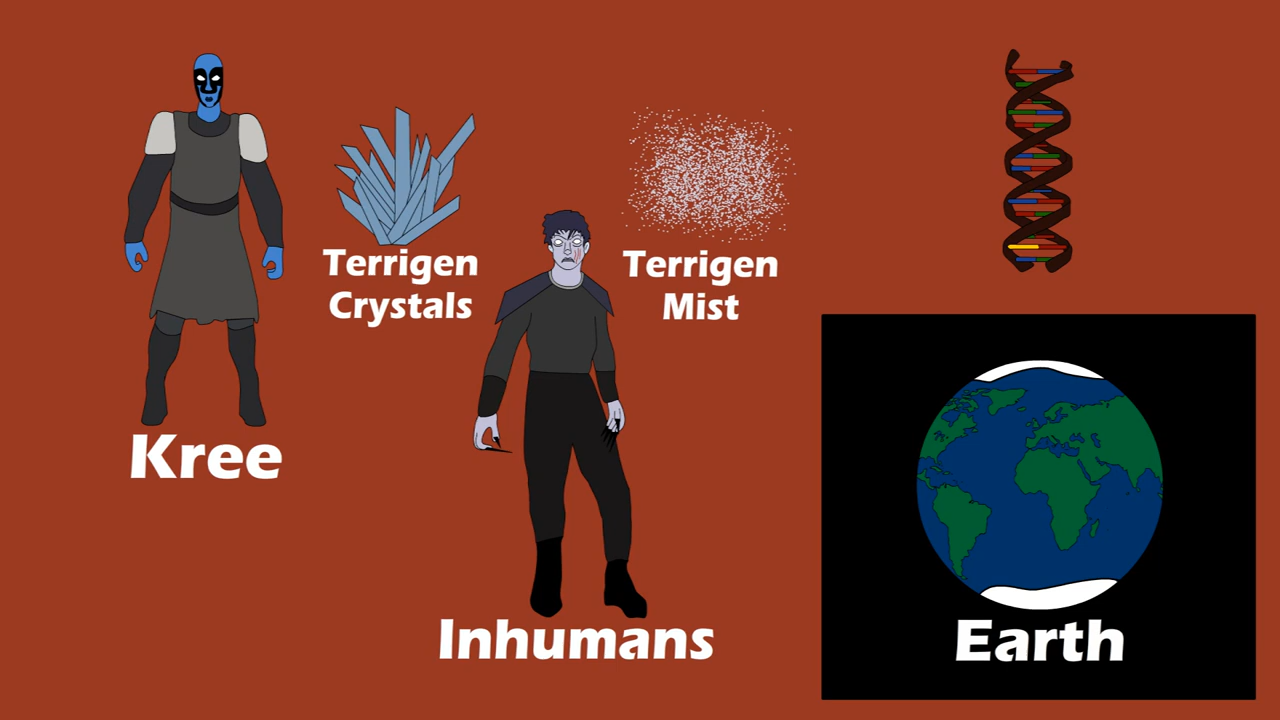 Terrigen
Crystals
Terrigen
Mist
Kree
Inhumans
Earth